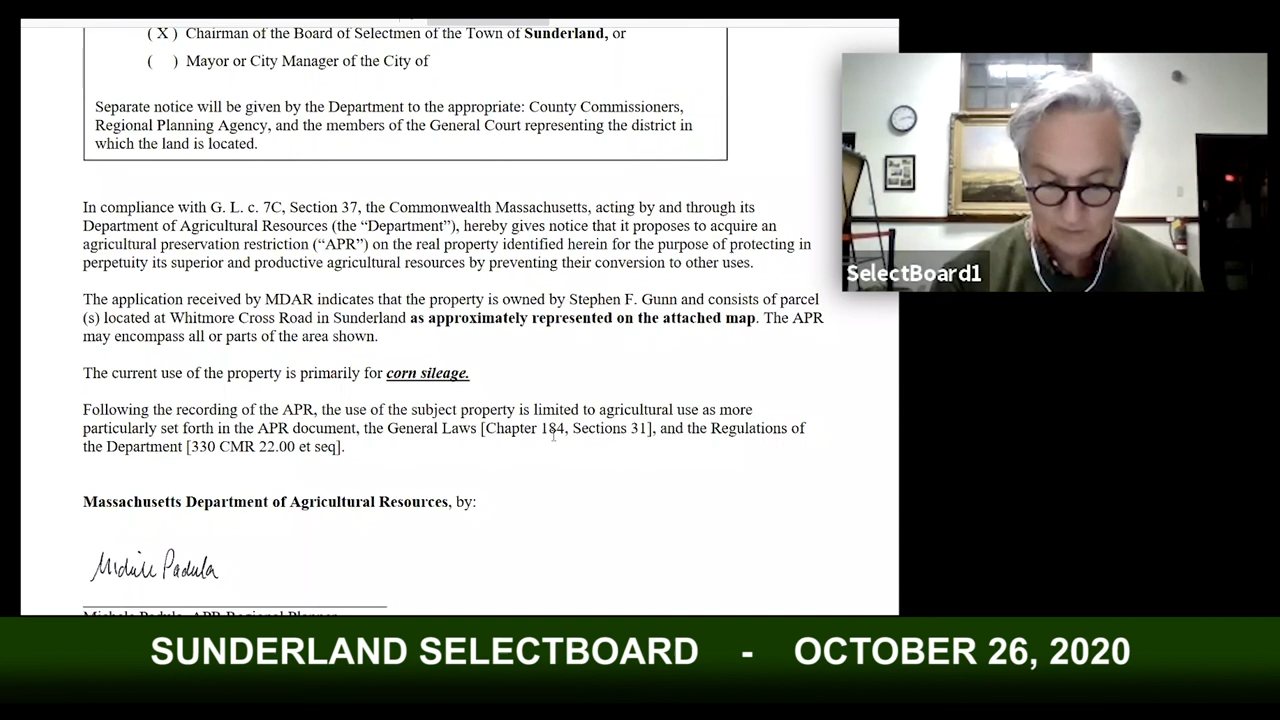 ( X ) Chairman of the Board of Selectmen of the Town of Sunderland, or
( ) Mayor or City Manager of the City of
Separate notice will be given by the Department to the appropriate: County Commissioners,
Regional Planning Agency, and the members of the General Court representing the district in
which the land is located.
In compliance with G. L. c. 7C, Section 37, the Commonwealth Massachusetts, acting by and through its
Department of Agricultural Resources (the “Department”), hereby gives notice that it proposes to acquire an
agricultural preservation restriction (“APR”) on the real property identified herein for the purpose of protecting in
perpetuity its superior and productive agricultural resources by preventing their conversion to other uses.
The application received by MDAR indicates that the property is owned by Stephen F. Gunn and consists of parcel
(s) located at Whitmore Cross Road in Sunderland as approximately represented on the attached map. The APR
may encompass all or parts of the area shown.
The current use of the property is primarily for corn sileage.
Following the recording of the APR, the use of the subject property is limited to agricultural use as more
particularly set forth in the APR document, the General Laws [Chapter 184, Sections 31], and the Regulations of
the Department [330 CMR 22.00 et seq].
Massachusetts Department of Agricultural Resources, by:
Michele Padula
Michele Padula, APR Regional Planner
SelectBoard1
SUNDERLAND SELECTBOARD - OCTOBER 26, 2020